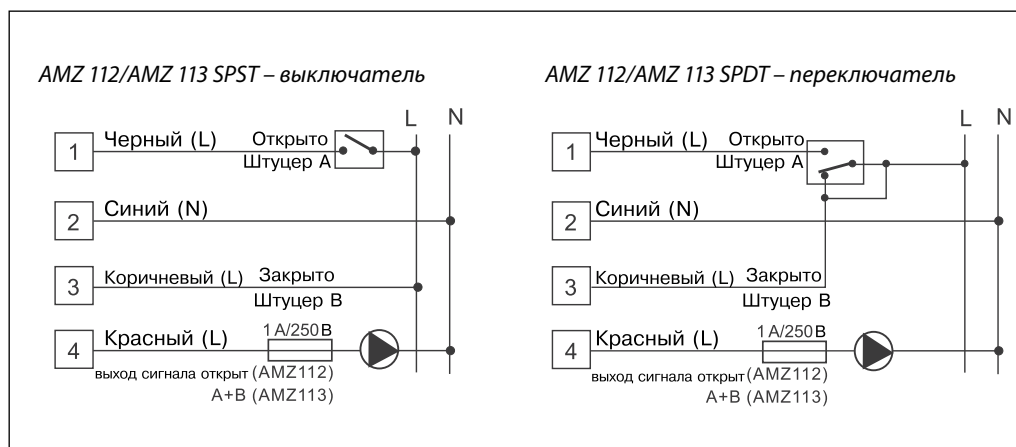 AMZ 112/AMZ 113 SPST – выключатель
L N
1 Черный (L) Открыто
Штуцер А
2 Синий (N)
3 Коричневый (L) Закрыто
Штуцер В
4 Красный (L) 1 A/250 В
выход сигнала открыт (AMZ112)
A+B (AMZ113)
AMZ 112/AMZ 113 SPDT – переключатель
L N
1 Черный (L) Открыто
Штуцер А
2 Синий (N)
3 Коричневый (L) Закрыто
Штуцер В
4 Красный (L) 1 A/250 В
выход сигнала открыт (AMZ112)
A+B (AMZ113)